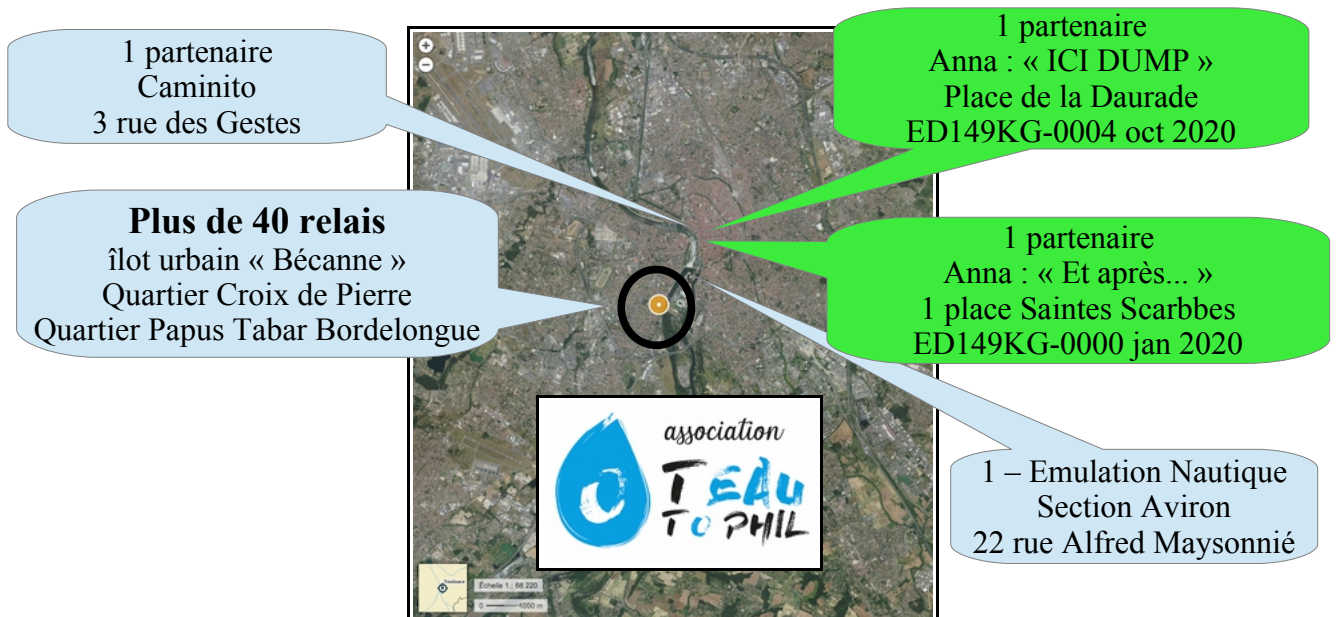 1 partenaire
Caminito
3 rue des Gestes
1 partenaire
Anna : « ICI DUMP »
Place de la Daurade
ED149KG-0004 oct 2020
Plus de 40 relais
îlot urbain « Bécanne »
Quartier Croix de Pierre
Quartier Papus Tabar Bordelongue
1 partenaire
Anna : « Et après... »
1 place Saintes Scarbbes
ED149KG-0000 jan 2020
1 – Emulation Nautique
Section Aviron
22 rue Alfred Maysonnié
association
T EAU
TO PHIL
Toulouse
Échelle 1 : 68 220
0 1000 m